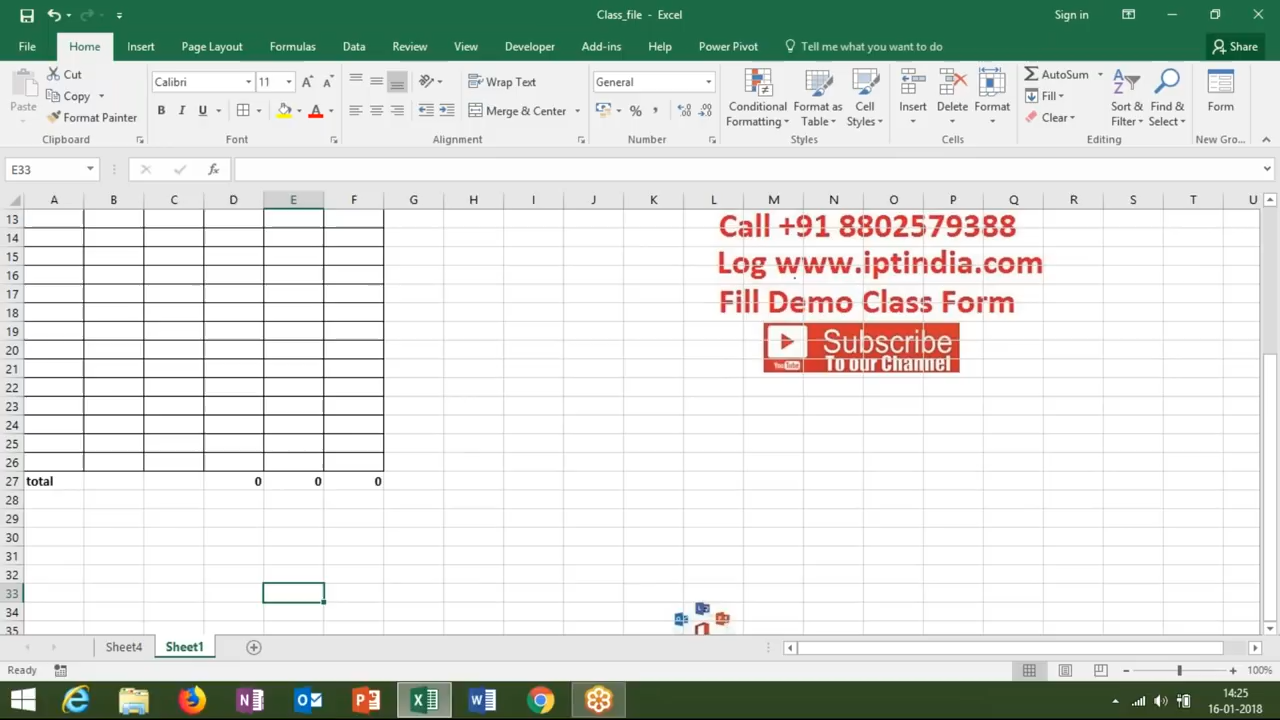 Class_file - Excel
Sign in
File Home Insert Page Layout Formulas Data Review View Developer Add-ins Help Power Pivot Tell me what you want to do Share
Paste
Cut
Copy
Format Painter
Clipboard
Calibri 11
B I U
Font
Wrap Text
Merge & Center
Alignment
General
%
Number
Conditional Formatting
Format as Table
Cell Styles
Styles
Insert
Delete
Format
Cells
AutoSum
Fill
Clear
Sort & Filter
Find & Select
Editing
Form
New Gro...
E33
fx
A B C D E F G H I J K L M N O P Q R S T U
13
14
15
16
17
18
19
20
21
22
23
24
25
26
27 total 0 0 0
28
29
30
31
32
33
34
35
Call +91 8802579388
Log www.iptindia.com
Fill Demo Class Form
Subscribe
YouTube To our Channel
Sheet4 Sheet1
Ready
100%
14:25
16-01-2018